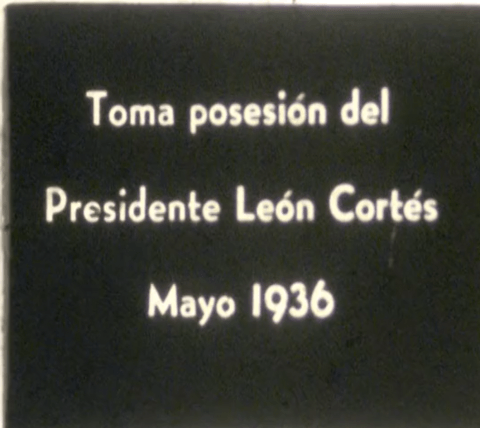 Toma posesión del
Presidente León Cortés
Mayo 1936